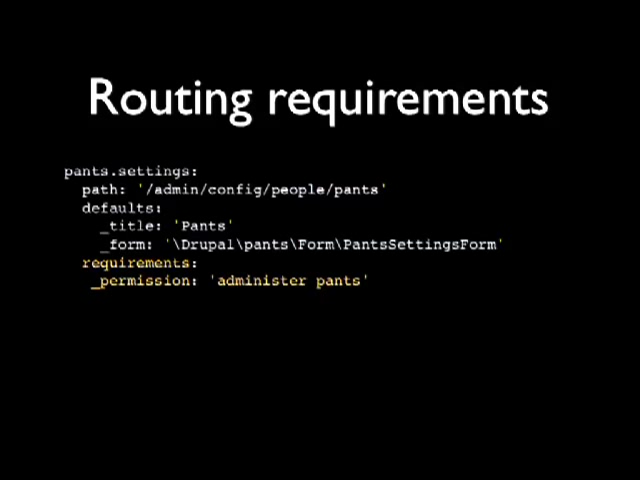 Routing requirements
pants.settings:
path: '/admin/config/people/pants'
defaults:
_title: 'Pants'
_form: '\Drupal\pants\Form\PantsSettingsForm'
requirements:
_permission: 'administer pants'